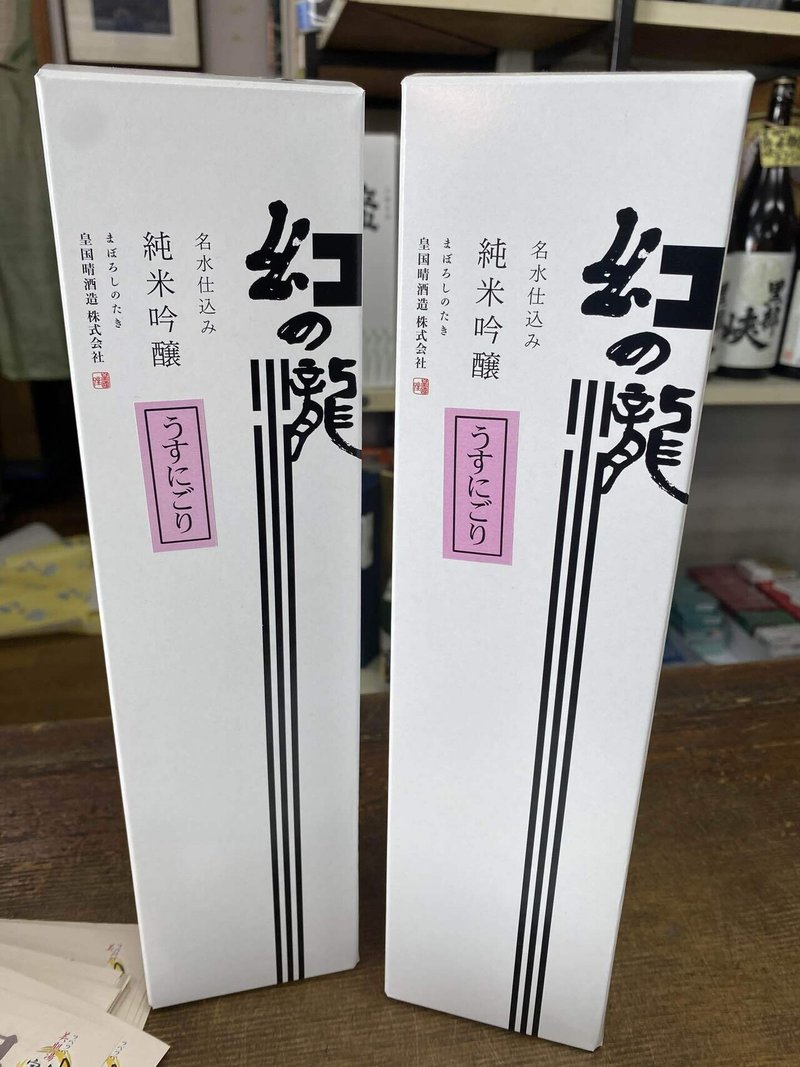 幻の瀧
名水仕込み
純米吟醸
うすにごり
まぼろしのたき
皇国晴酒造 株式会社
幻の瀧
名水仕込み
純米吟醸
うすにごり
まぼろしのたき
皇国晴酒造 株式会社